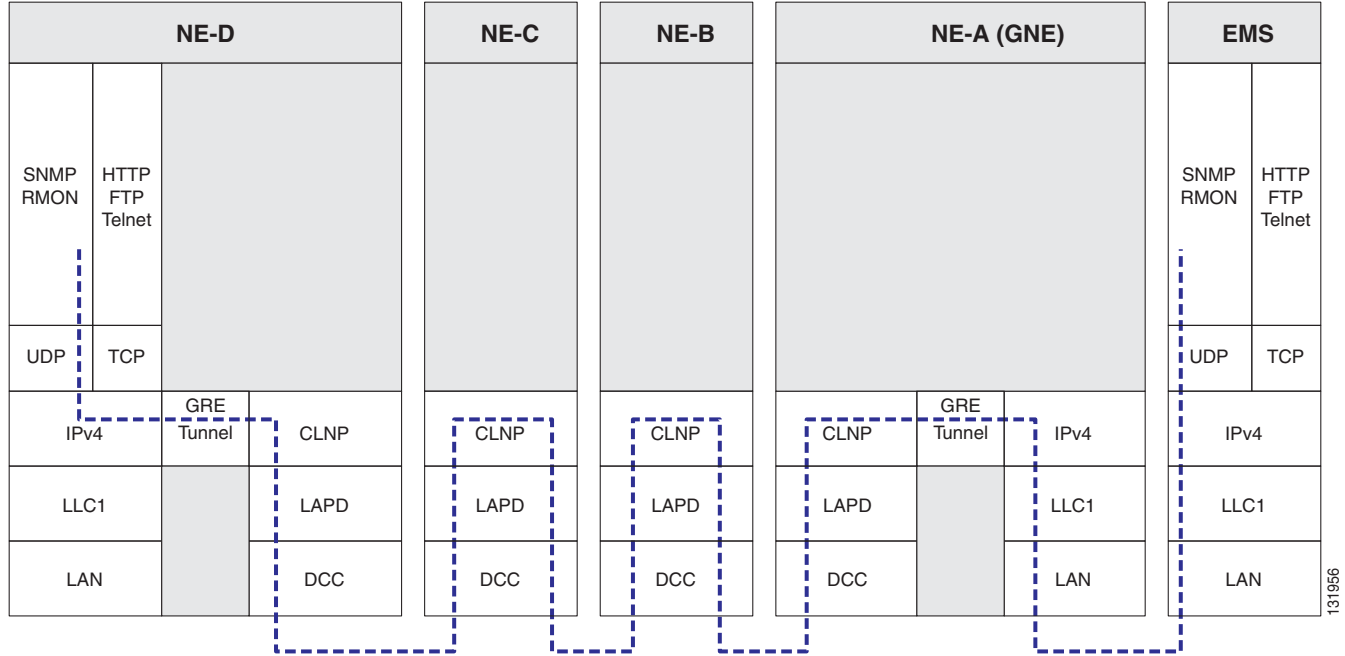 NE-D
NE-C
NE-B
NE-A (GNE)
EMS
SNMP
RMON
HTTP
FTP
Telnet
SNMP
RMON
HTTP
FTP
Telnet
UDP
TCP
UDP
TCP
IPv4
GRE
Tunnel
CLNP
CLNP
CLNP
CLNP
GRE
Tunnel
IPv4
IPv4
LLC1
LAPD
LAPD
LAPD
LAPD
LLC1
LLC1
LAN
DCC
DCC
DCC
DCC
LAN
LAN
131956